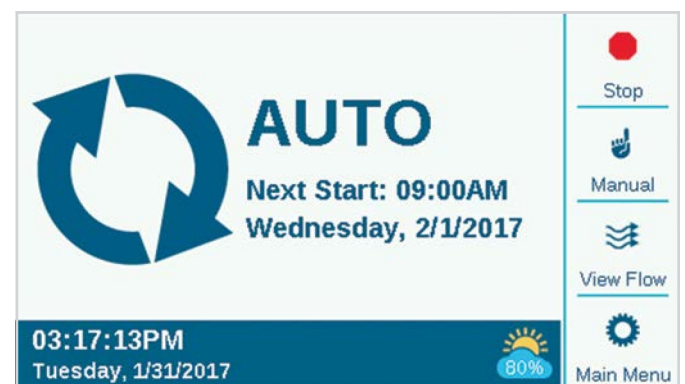 AUTO
Next Start: 09:00AM
Wednesday, 2/1/2017
03:17:13PM
Tuesday, 1/31/2017
80%
Stop
Manual
View Flow
Main Menu